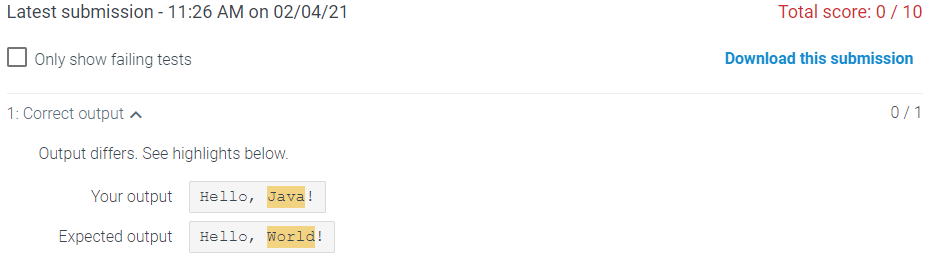 Latest submission - 11:26 AM on 02/04/21 Total score: 0 / 10
Only show failing tests Download this submission
1: Correct output 0 / 1
Output differs. See highlights below.
Your output Hello, Java!
Expected output Hello, World!